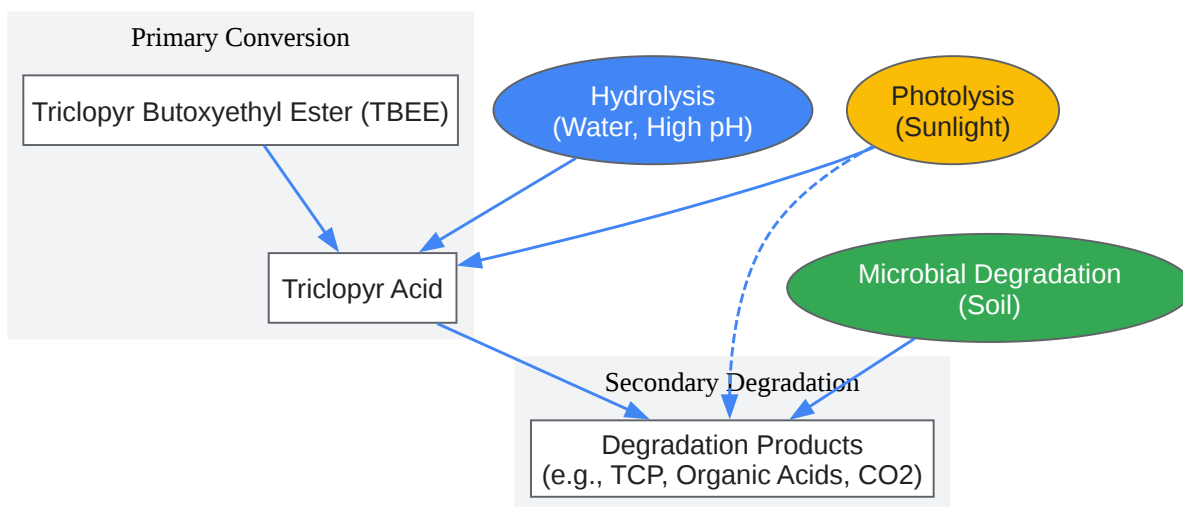 Primary Conversion
Triclopyr Butoxyethyl Ester (TBEE)
Hydrolysis
(Water, High pH)
Photolysis
(Sunlight)
Triclopyr Acid
Microbial Degradation
(Soil)
Secondary Degradation
Degradation Products
(e.g., TCP, Organic Acids, CO2)